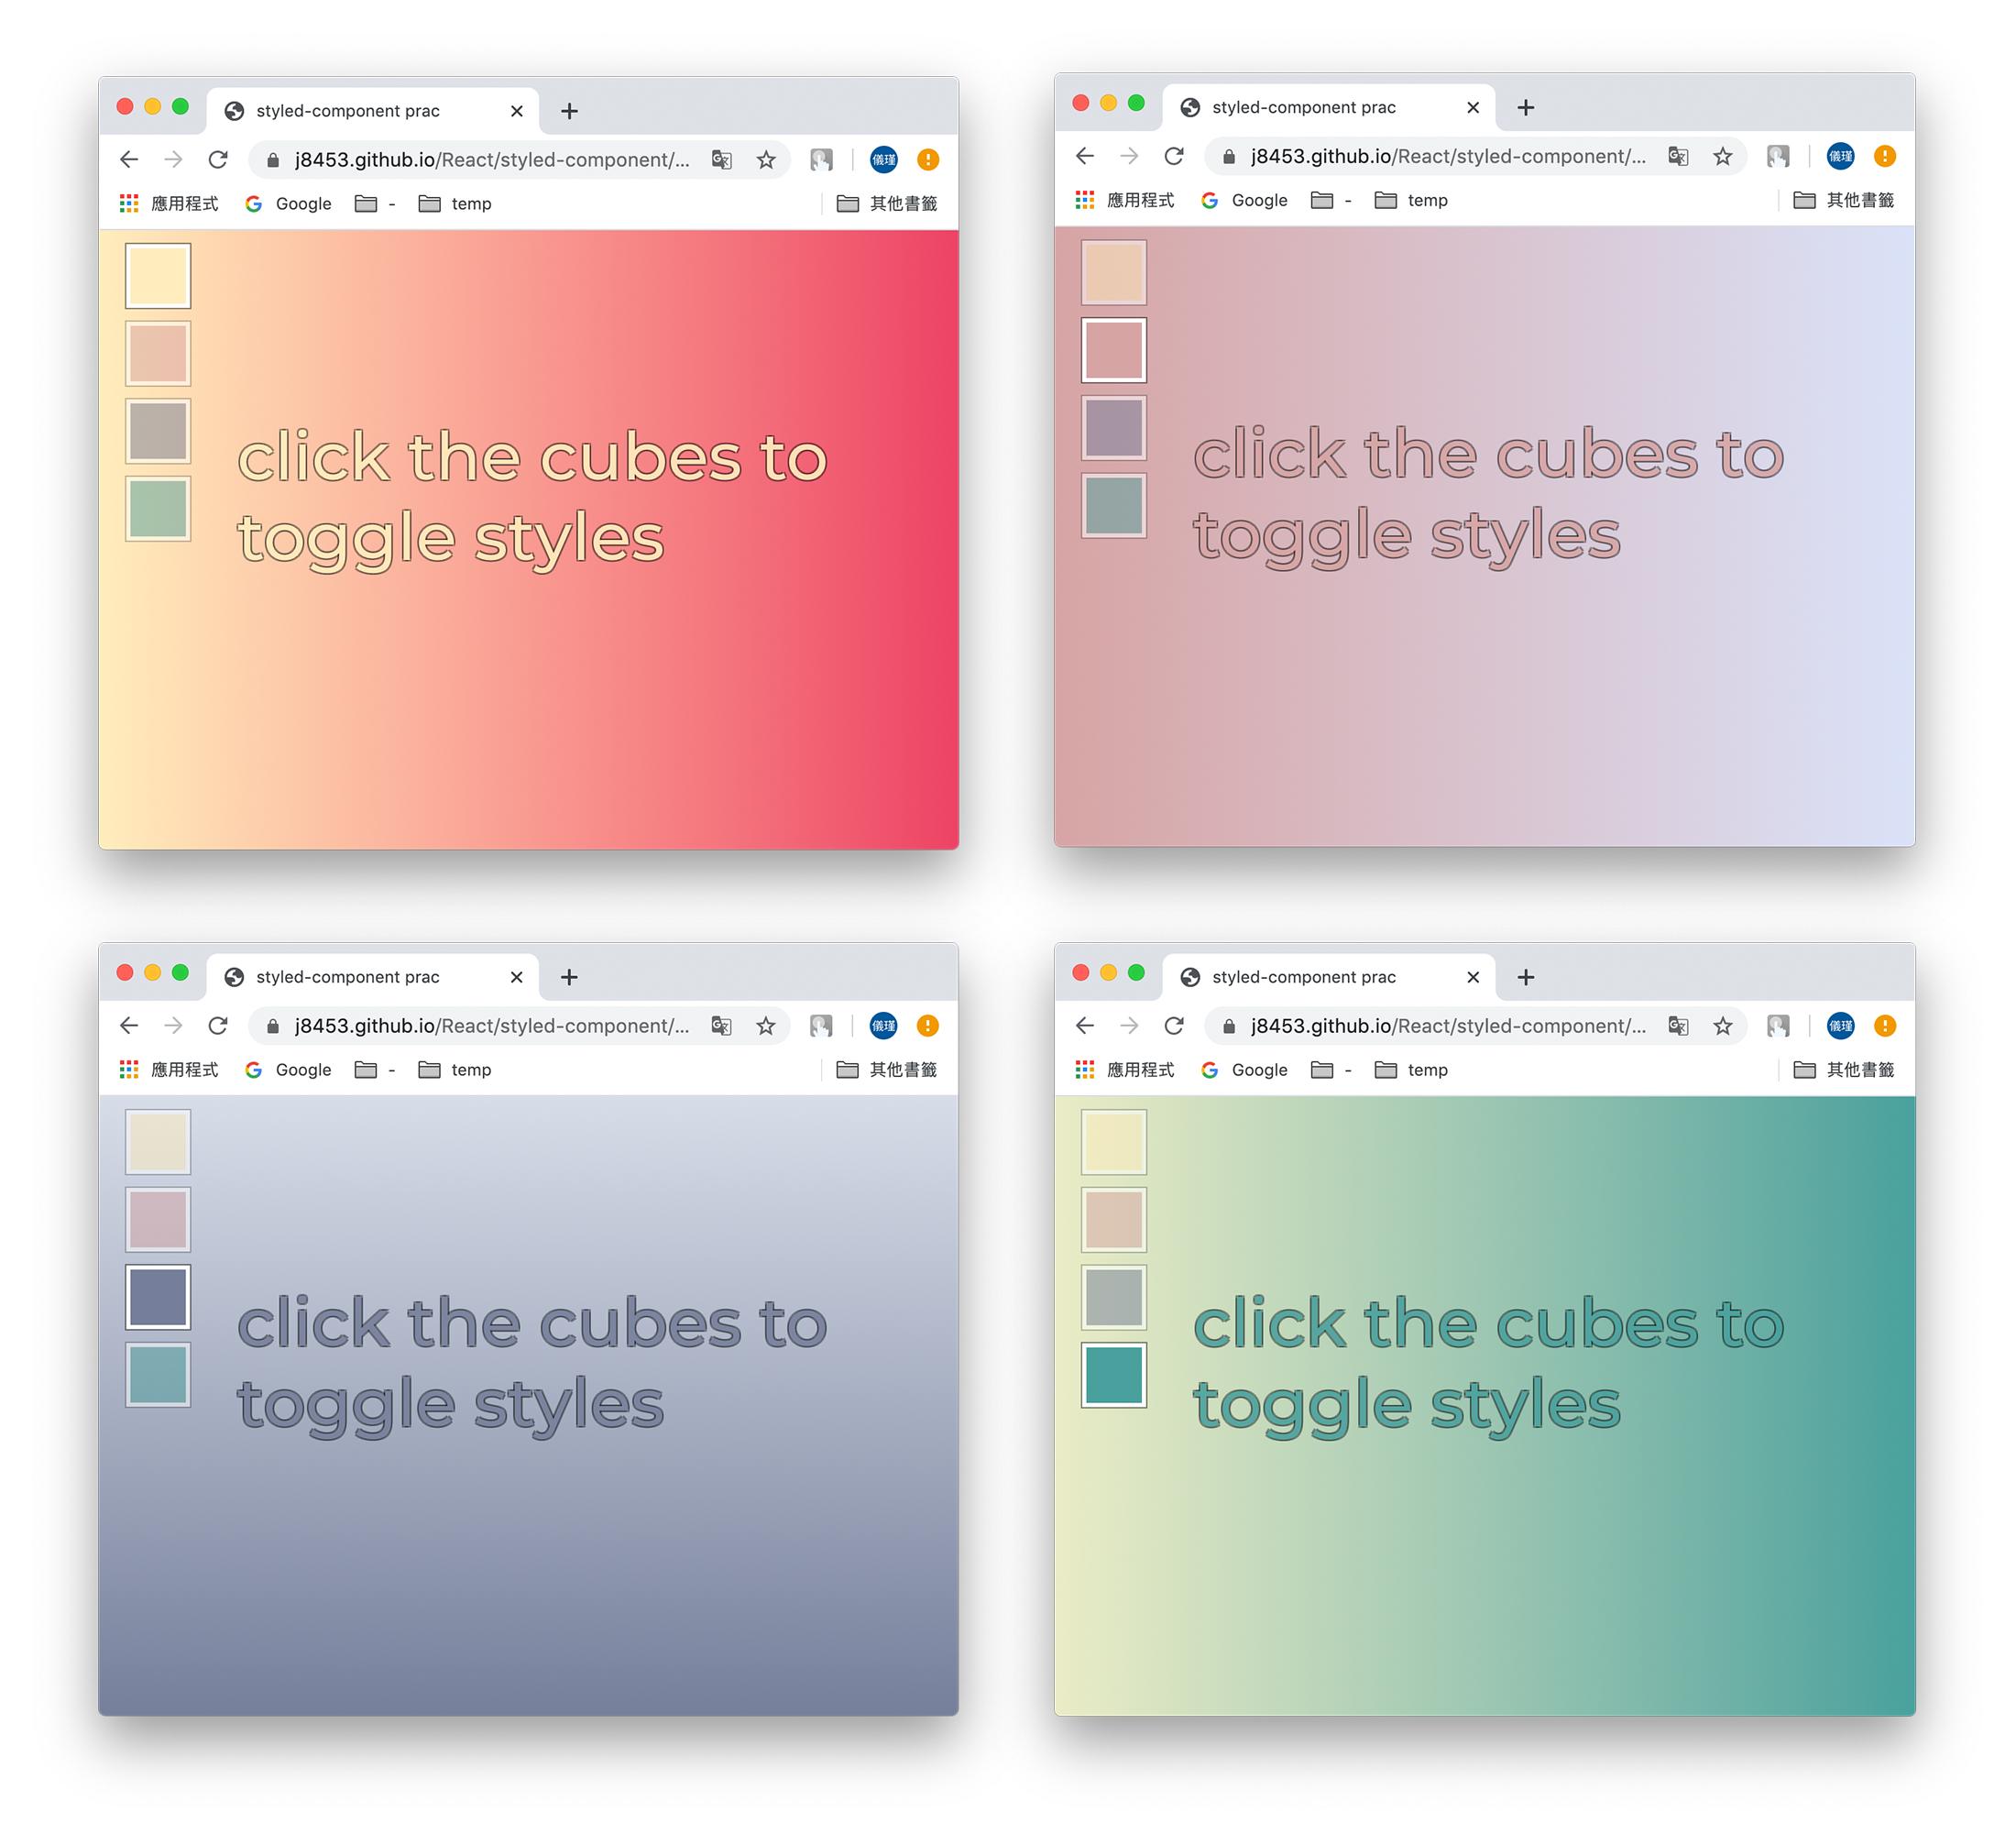 styled-component prac
j8453.github.io/React/styled-component/...
儀瑾
應用程式 Google - temp 其他書籤
click the cubes to
toggle styles
styled-component prac
j8453.github.io/React/styled-component/...
儀瑾
應用程式 Google - temp 其他書籤
click the cubes to
toggle styles
styled-component prac
j8453.github.io/React/styled-component/...
儀瑾
應用程式 Google - temp 其他書籤
click the cubes to
toggle styles
styled-component prac
j8453.github.io/React/styled-component/...
儀瑾
應用程式 Google - temp 其他書籤
click the cubes to
toggle styles